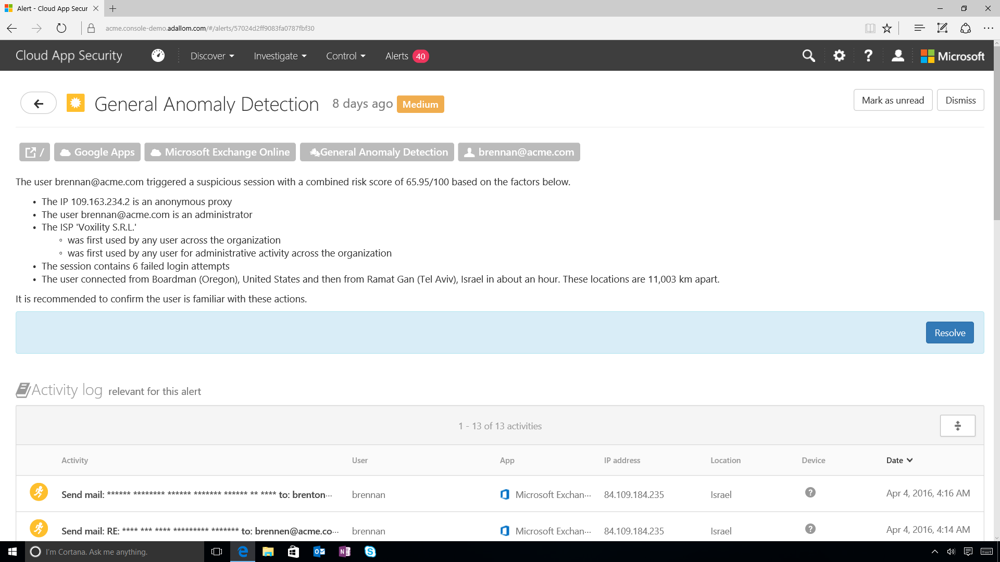 Alert - Cloud App Secur
acme.console-demo.adallom.com/#/alerts/57024d2ff9083fa0787fbf30
Cloud App Security Discover Investigate Control Alerts 40 Microsoft
General Anomaly Detection 8 days ago Medium Mark as unread Dismiss
/ Google Apps Microsoft Exchange Online General Anomaly Detection brennan@acme.com
The user brennan@acme.com triggered a suspicious session with a combined risk score of 65.95/100 based on the factors below.
• The IP 109.163.234.2 is an anonymous proxy
• The user brennan@acme.com is an administrator
• The ISP 'Voxility S.R.L.'
◦ was first used by any user across the organization
◦ was first used by any user for administrative activity across the organization
• The session contains 6 failed login attempts
• The user connected from Boardman (Oregon), United States and then from Ramat Gan (Tel Aviv), Israel in about an hour. These locations are 11,003 km apart.
It is recommended to confirm the user is familiar with these actions.
Resolve
Activity log relevant for this alert
1 - 13 of 13 activities
Activity User App IP address Location Device Date
Send mail: ****** ******** ****** ******* ****** ** **** to: brenton··· brennan Microsoft Exchan··· 84.109.184.235 Israel ? Apr 4, 2016, 4:16 AM
Send mail: RE: **** *** **** ********* ******* to: brennen@acme.co··· brennan Microsoft Exchan··· 84.109.184.235 Israel ? Apr 4, 2016, 4:14 AM
I'm Cortana. Ask me anything.